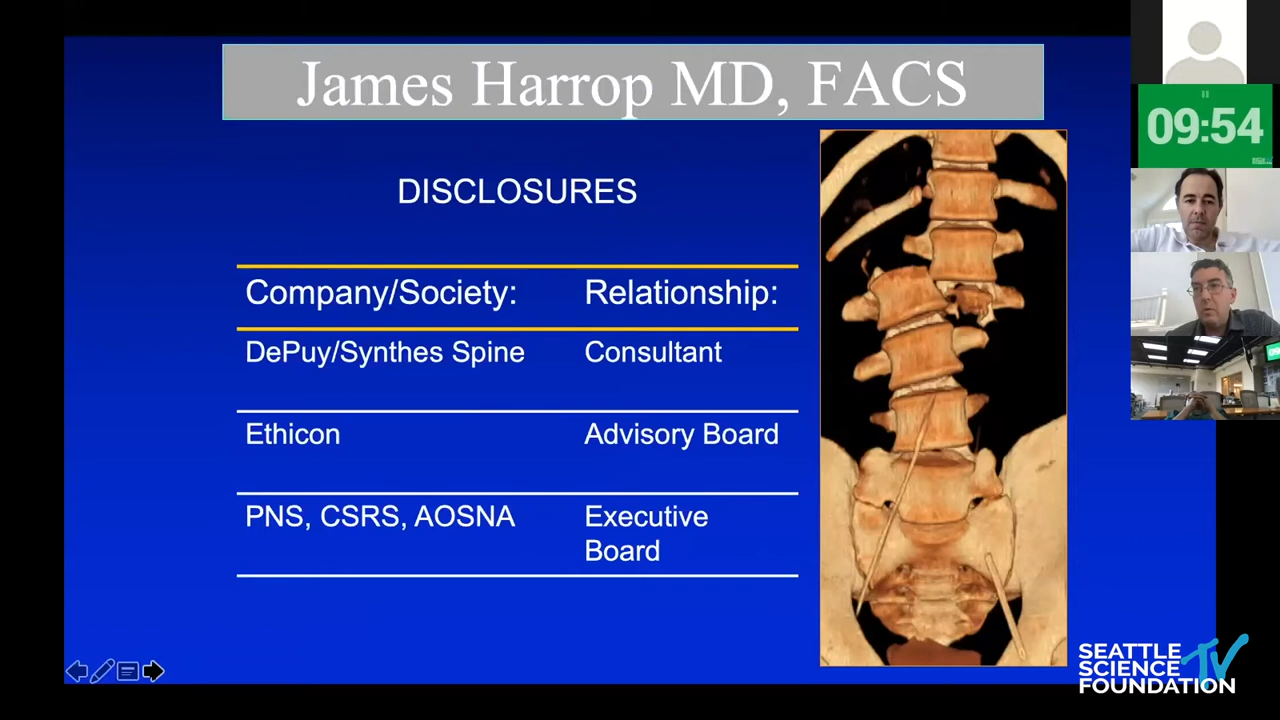 James Harrop MD, FACS
DISCLOSURES
Company/Society: Relationship:
DePuy/Synthes Spine Consultant
Ethicon Advisory Board
PNS, CSRS, AOSNA Executive
Board
09:54
SEATTLE
SCIENCE TV
FOUNDATION